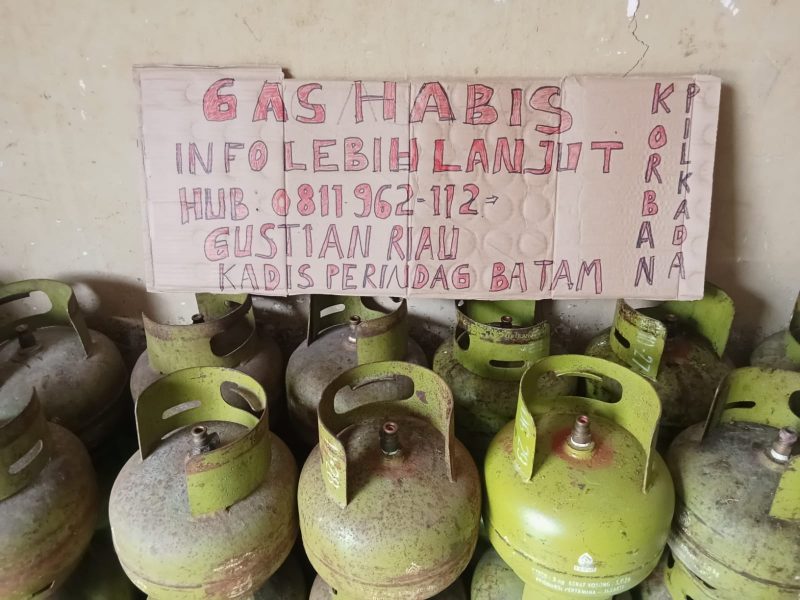 GAS HABIS
INFO LEBIH LANJUT
HUB. 0811 962-112→
GUSTIAN RIAU
KADIS PERINDAG BATAM
KORBAN
PILKADA